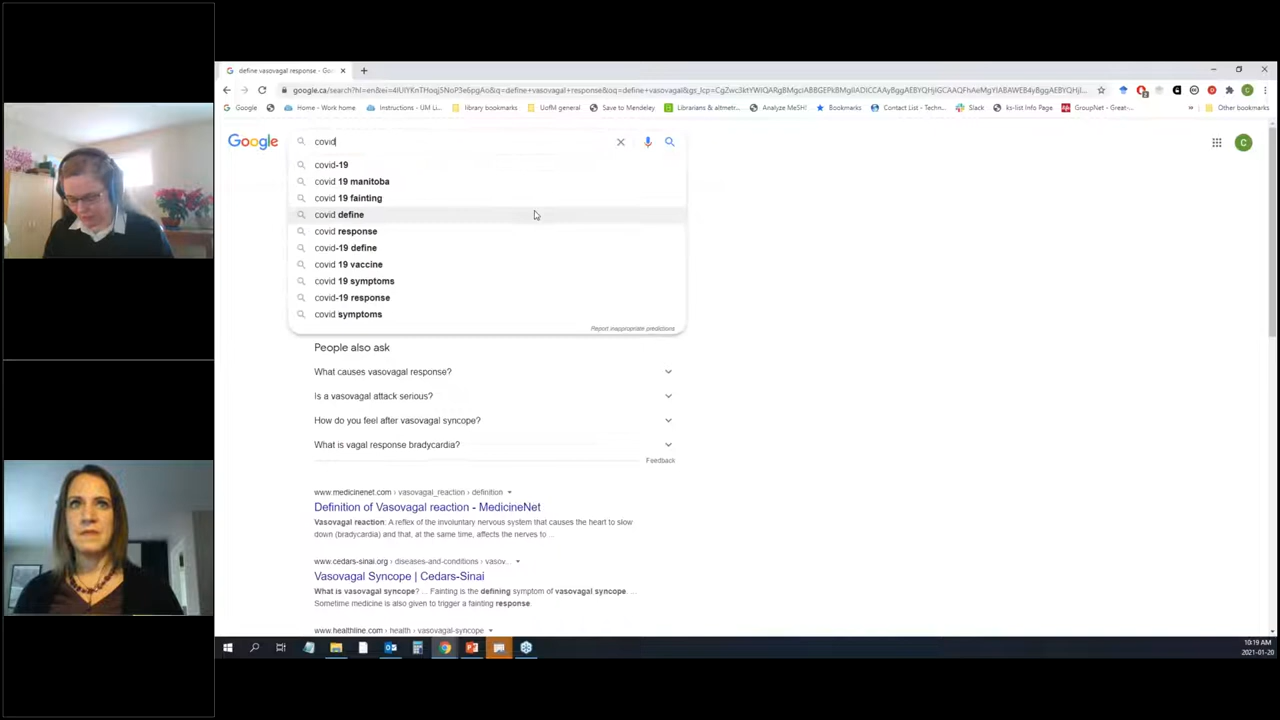 define vasovagal response - Goo
google.ca/search?hl=en&ei=
Google
Home - Work home
Instructions - UM Li...
library bookmarks
UofM general
Save to Mendeley
Librarians & altmetr...
Analyze MeSH!
Bookmarks
Contact List - Techn...
Slack
ks-list Info Page
GroupNet - Great-...
Other bookmarks
Google
covid
C
covid-19
covid 19 manitoba
covid 19 fainting
covid define
covid response
covid-19 define
covid 19 vaccine
covid 19 symptoms
covid-19 response
covid symptoms
Report inappropriate predictions
People also ask
What causes vasovagal response?
Is a vasovagal attack serious?
How do you feel after vasovagal syncope?
What is vagal response bradycardia?
Feedback
www.medicinenet.com › vasovagal_reaction › definition
Definition of Vasovagal reaction - MedicineNet
Vasovagal reaction: A reflex of the involuntary nervous system that causes the heart to slow
down (bradycardia) and that, at the same time, affects the nerves to ...
www.cedars-sinai.org › diseases-and-conditions › vasov...
Vasovagal Syncope | Cedars-Sinai
What is vasovagal syncope? ... Fainting is the defining symptom of vasovagal syncope. ...
Sometime medicine is also given to trigger a fainting response.
www.healthline.com › health › vasovagal-syncope
10:19 AM
2021-01-20